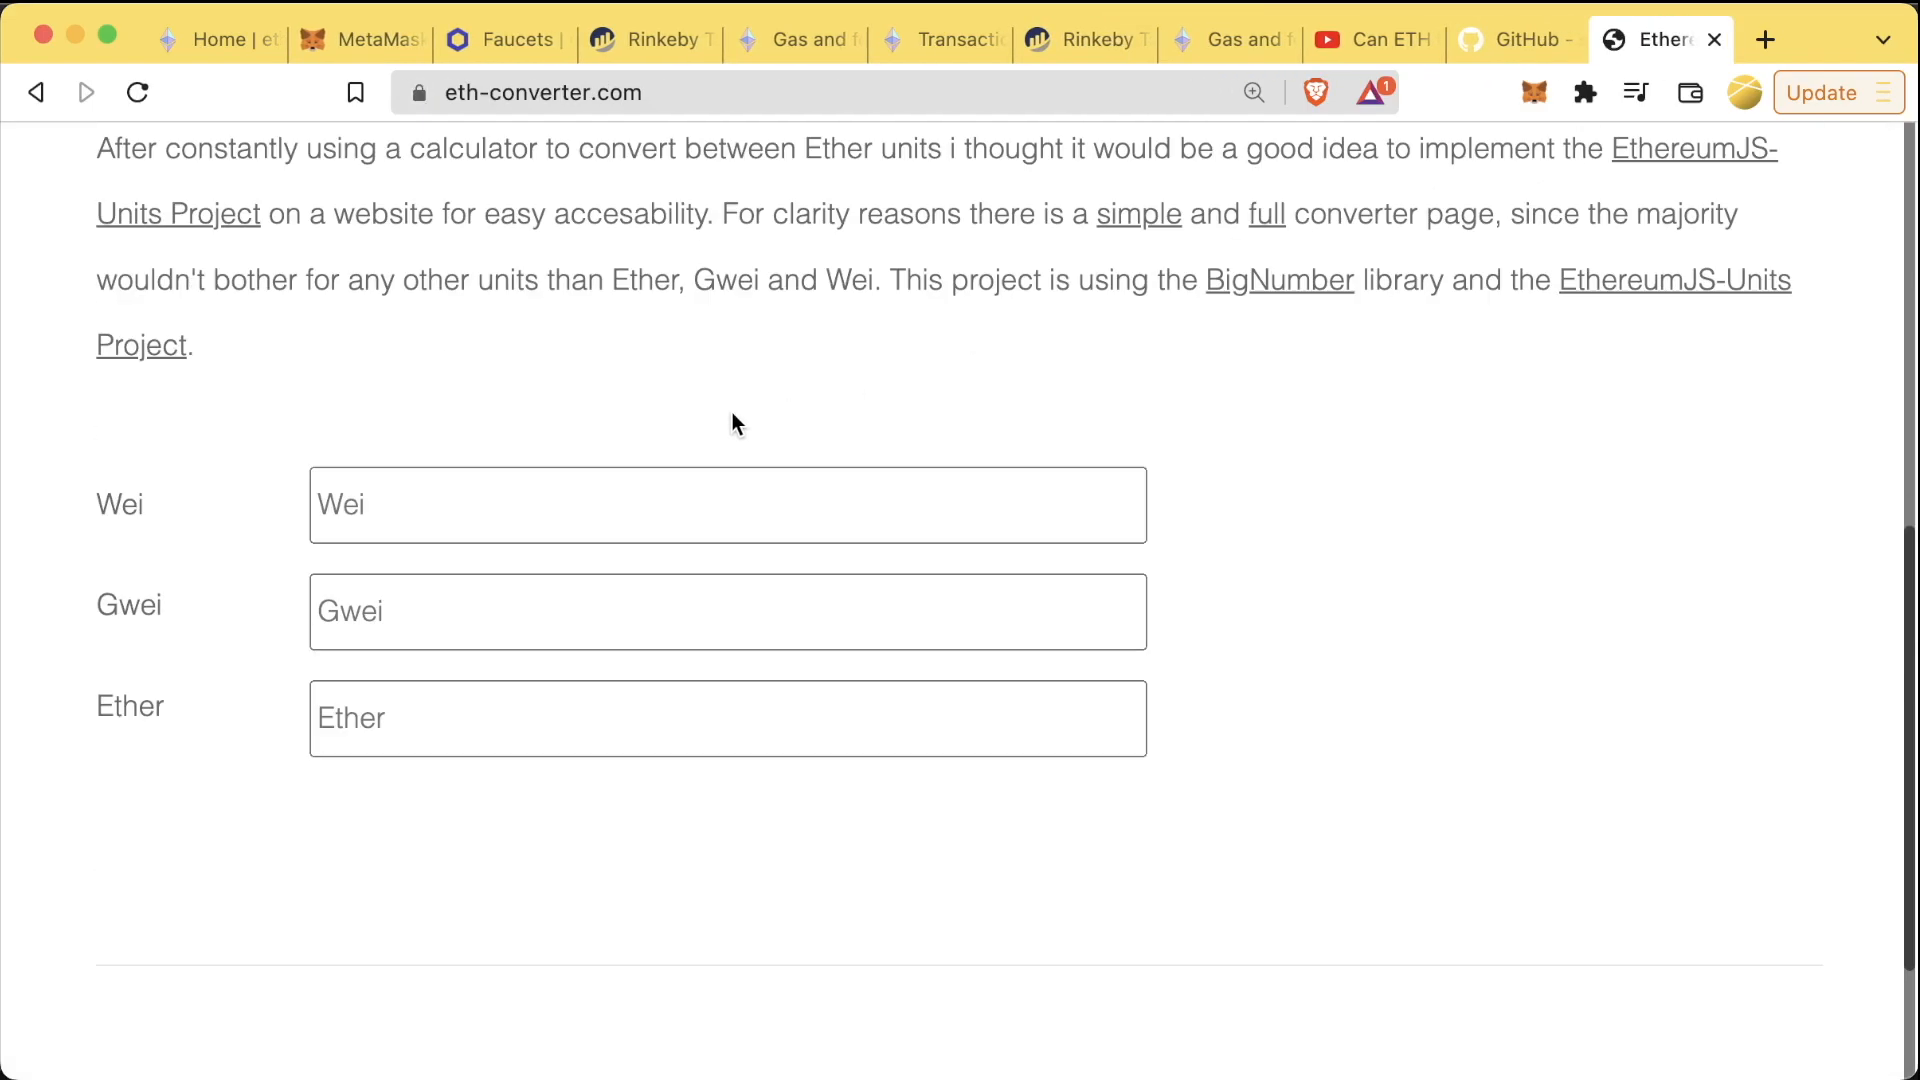 Home | et
MetaMas
Faucets |
Rinkeby T
Gas and f
Transacti
Rinkeby T
Gas and f
Can ETH
GitHub -
Ether
eth-converter.com
1
Update
After constantly using a calculator to convert between Ether units i thought it would be a good idea to implement the EthereumJS-
Units Project on a website for easy accesability. For clarity reasons there is a simple and full converter page, since the majority
wouldn't bother for any other units than Ether, Gwei and Wei. This project is using the BigNumber library and the EthereumJS-Units
Project.
Wei
Wei
Gwei
Gwei
Ether
Ether